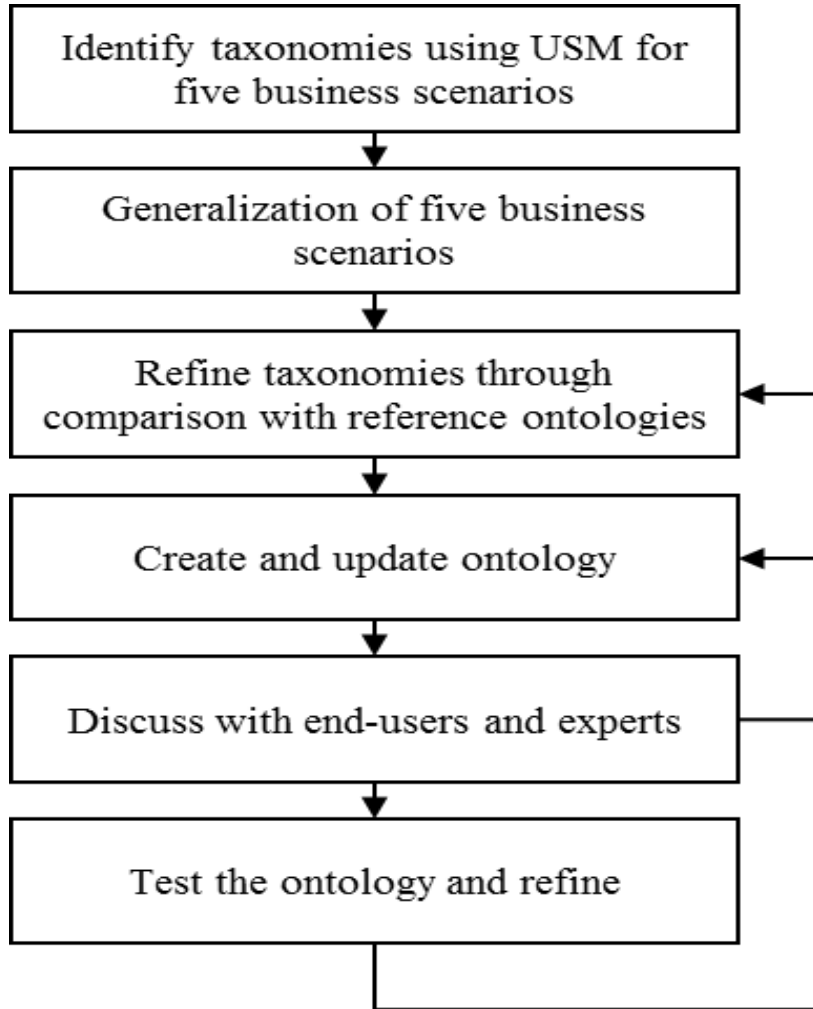 Identify taxonomies using USM for
five business scenarios
Generalization of five business
scenarios
Refine taxonomies through
comparison with reference ontologies
Create and update ontology
Discuss with end-users and experts
Test the ontology and refine